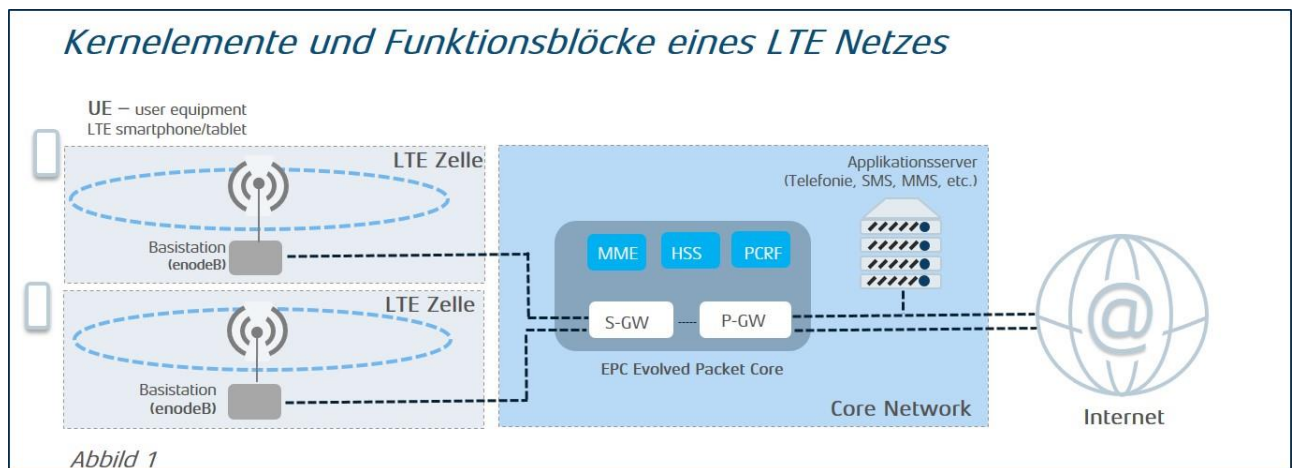 Kernelemente und Funktionsblöcke eines LTE Netzes
UE – user equipment
LTE smartphone/tablet
LTE Zelle
Basistation
(enodeB)
LTE Zelle
Basistation
(enodeB)
Applikationsserver
(Telefonie, SMS, MMS, etc.)
MME HSS PCRF
S-GW P-GW
EPC Evolved Packet Core
Core Network
@
Internet
Abbild 1